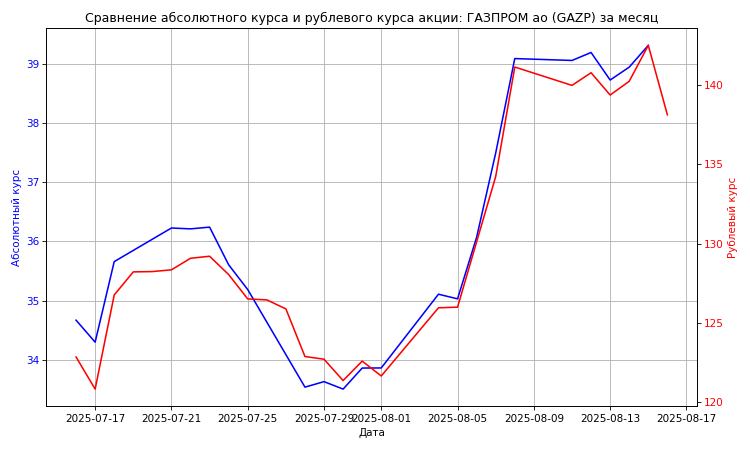 Сравнение абсолютного курса и рублевого курса акции: ГАЗПРОМ ао (GAZP) за месяц
39
38
37
36
35
34
Абсолютный курс
140
135
130
125
120
Рублевый курс
2025-07-17 2025-07-21 2025-07-25 2025-07-29 2025-08-01 2025-08-05 2025-08-09 2025-08-13 2025-08-17
Дата